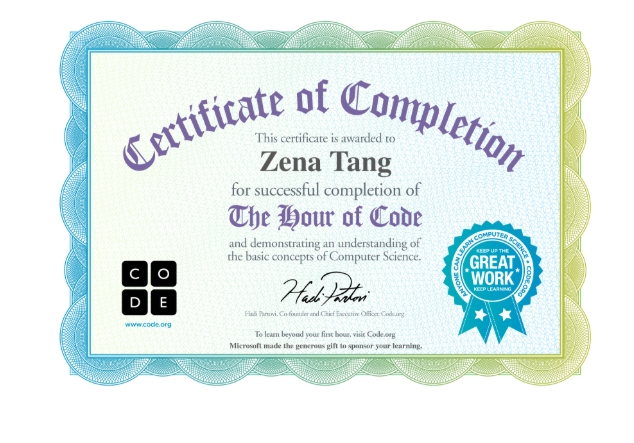 Certificate of Completion
This certificate is awarded to
Zena Tang
for successful completion of
The Hour of Code
and demonstrating an understanding of
the basic concepts of Computer Science.
Hadi Partovi
Hadi Partovi, Co-founder and Chief Executive Officer, Code.org
To learn beyond your first hour, visit Code.org
Microsoft made the generous gift to sponsor your learning.
C O
D E
www.code.org
ANYONE CAN LEARN COMPUTER SCIENCE
KEEP UP THE
GREAT
WORK
KEEP LEARNING
CODE.ORG